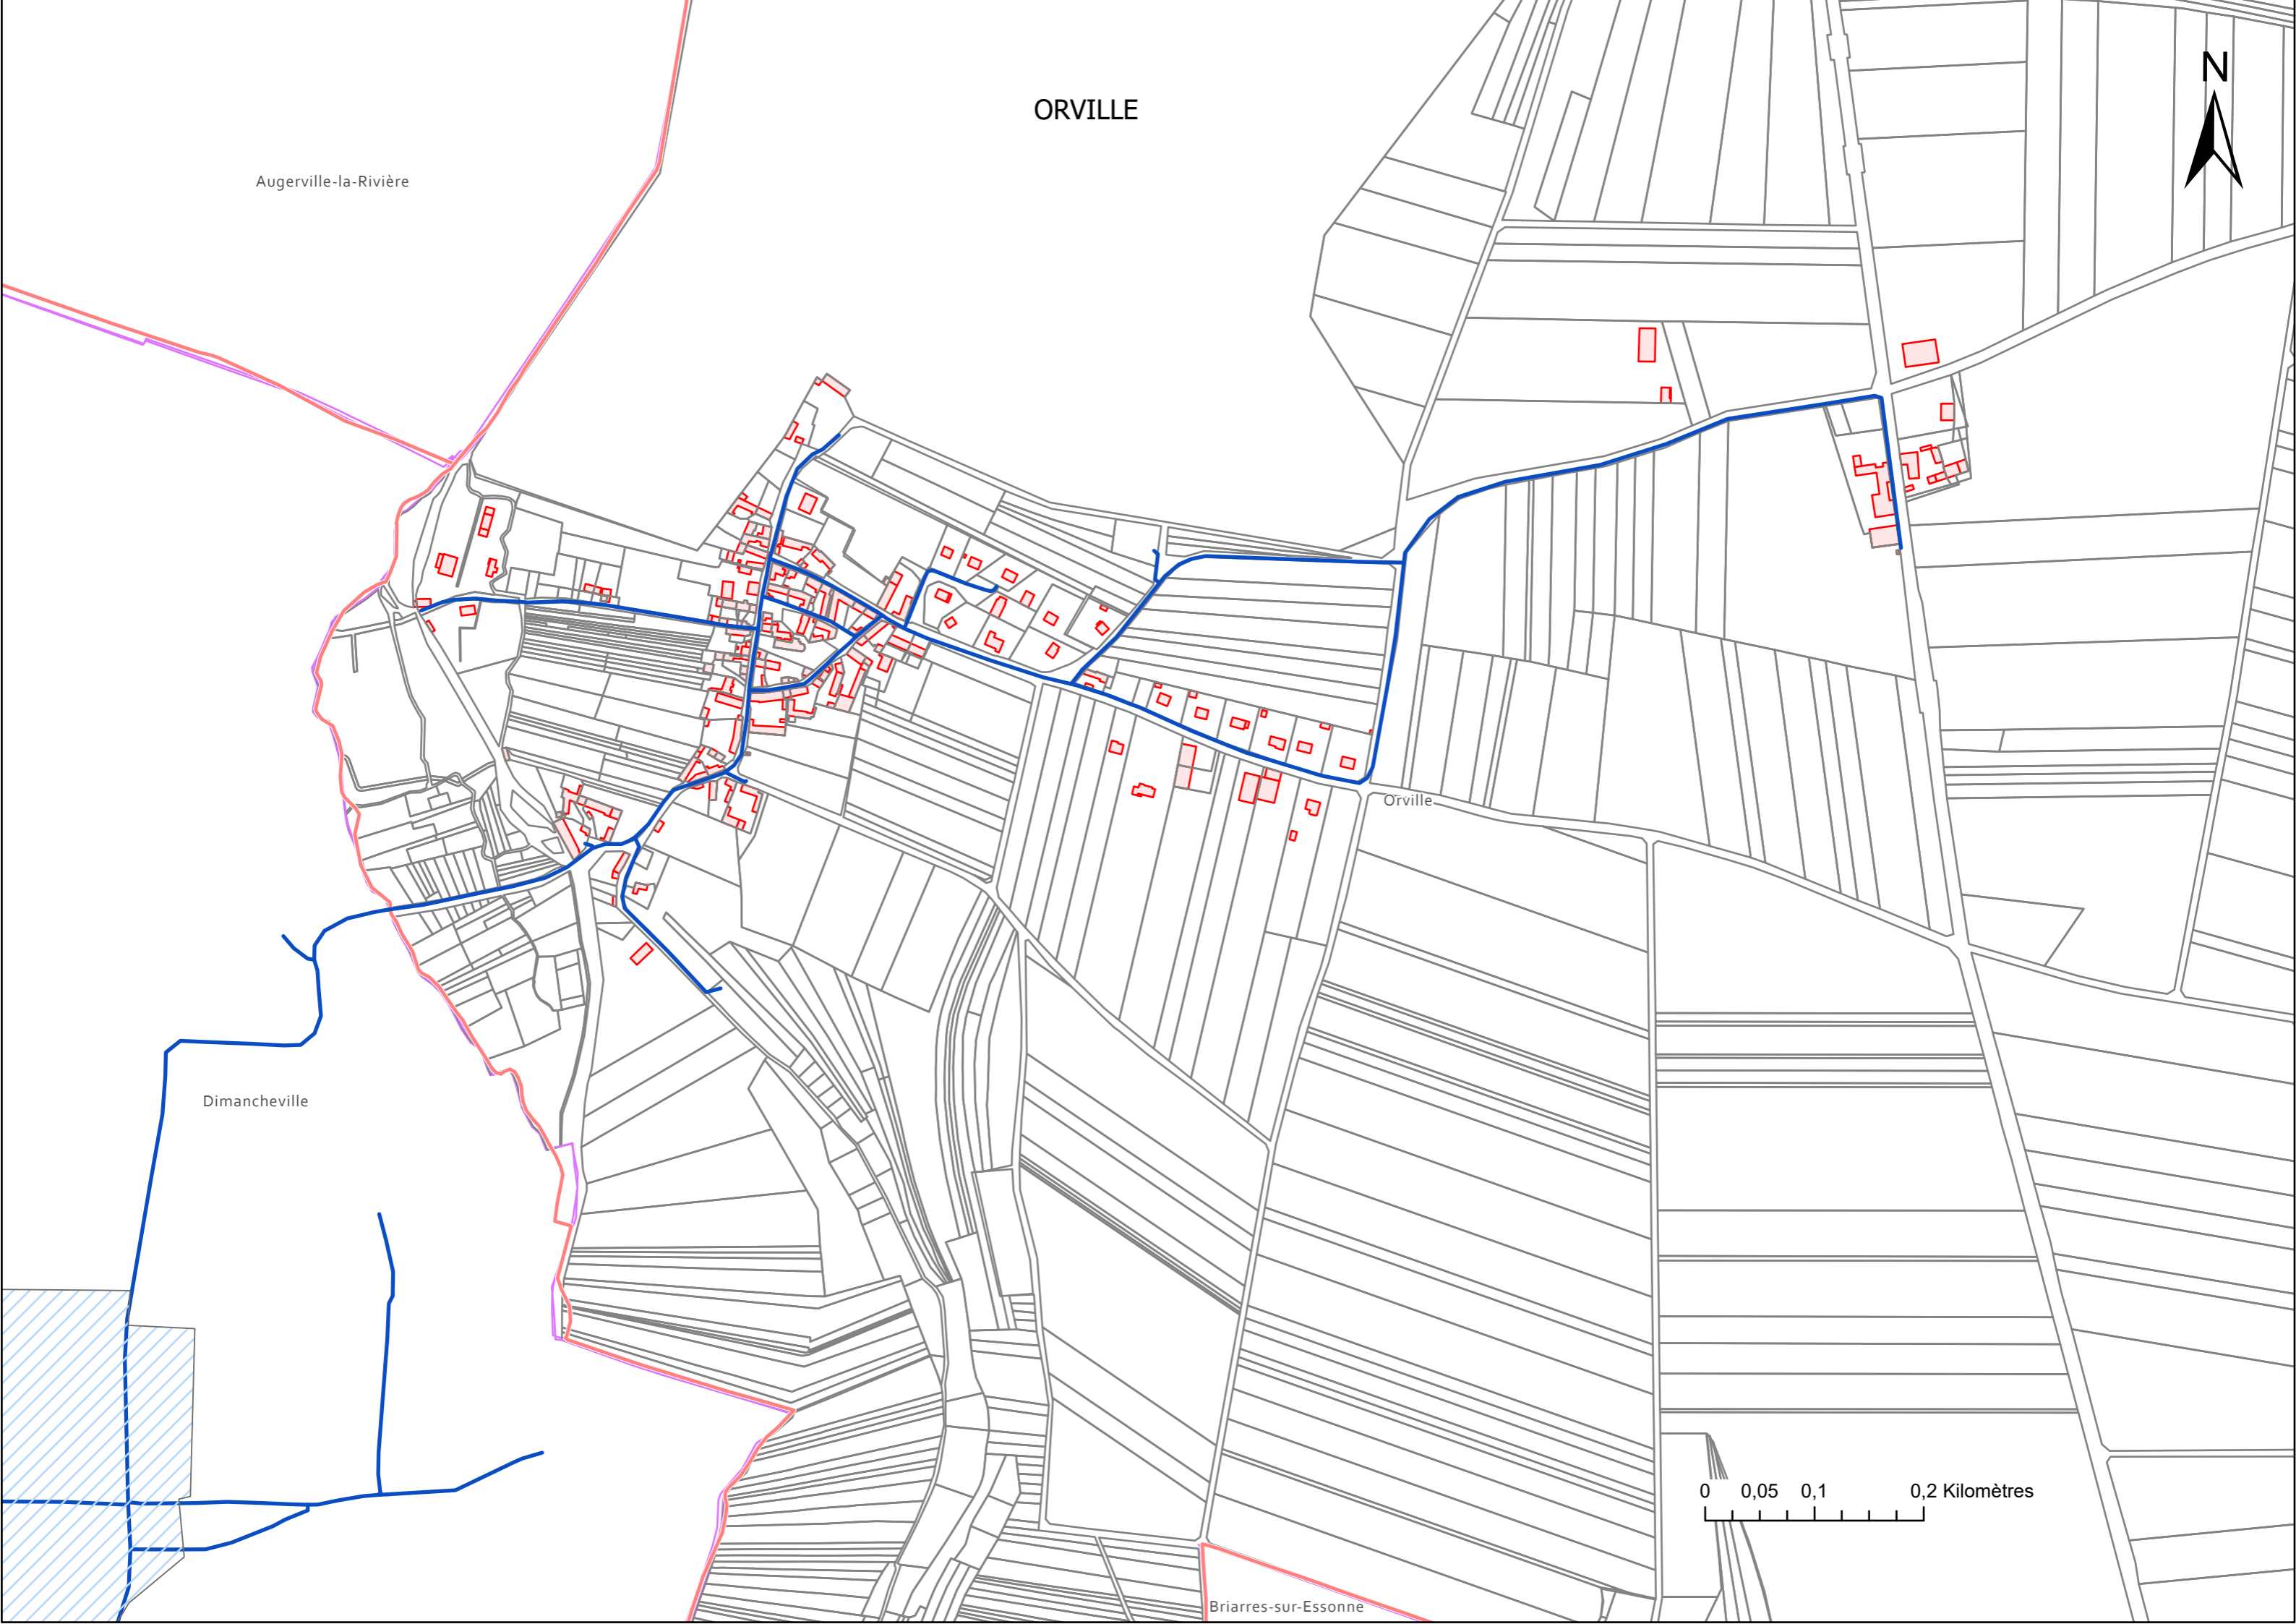 N
ORVILLE
Augerville-la-Rivière
Orville
Dimancheville
0 0,05 0,1 0,2 Kilomètres
Briarres-sur-Essonne